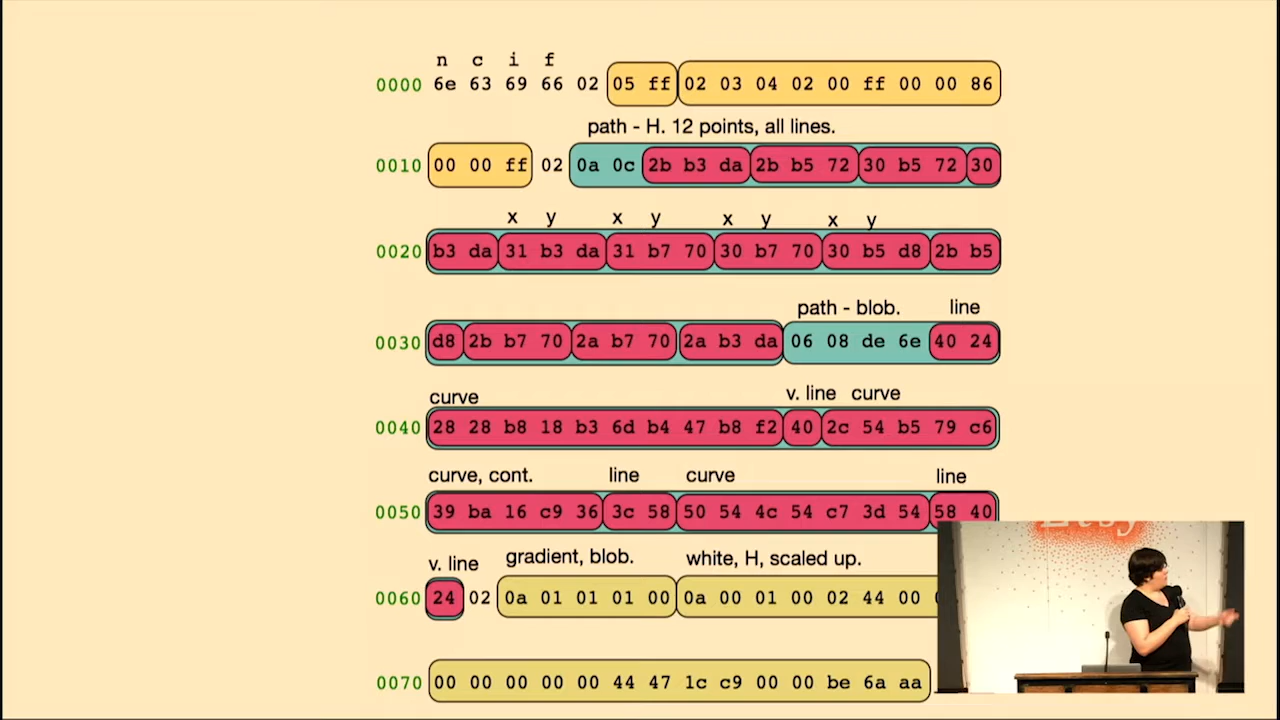 n c i f
0000 6e 63 69 66 02 05 ff 02 03 04 02 00 ff 00 00 86
path - H. 12 points, all lines.
0010 00 00 ff 02 0a 0c 2b b3 da 2b b5 72 30 b5 72 30
x y x y x y x y
0020 b3 da 31 b3 da 31 b7 70 30 b7 70 30 b5 d8 2b b5
path - blob. line
0030 d8 2b b7 70 2a b7 70 2a b3 da 06 08 de 6e 40 24
curve v. line curve
0040 28 28 b8 18 b3 6d b4 47 b8 f2 40 2c 54 b5 79 c6
curve, cont. line curve line
0050 39 ba 16 c9 36 3c 58 50 54 4c 54 c7 3d 54 58 40
v. line gradient, blob. white, H, scaled up.
0060 24 02 0a 01 01 01 00 0a 00 01 00 02 44 00
Etsy
0070 00 00 00 00 00 44 47 1c c9 00 00 be 6a aa